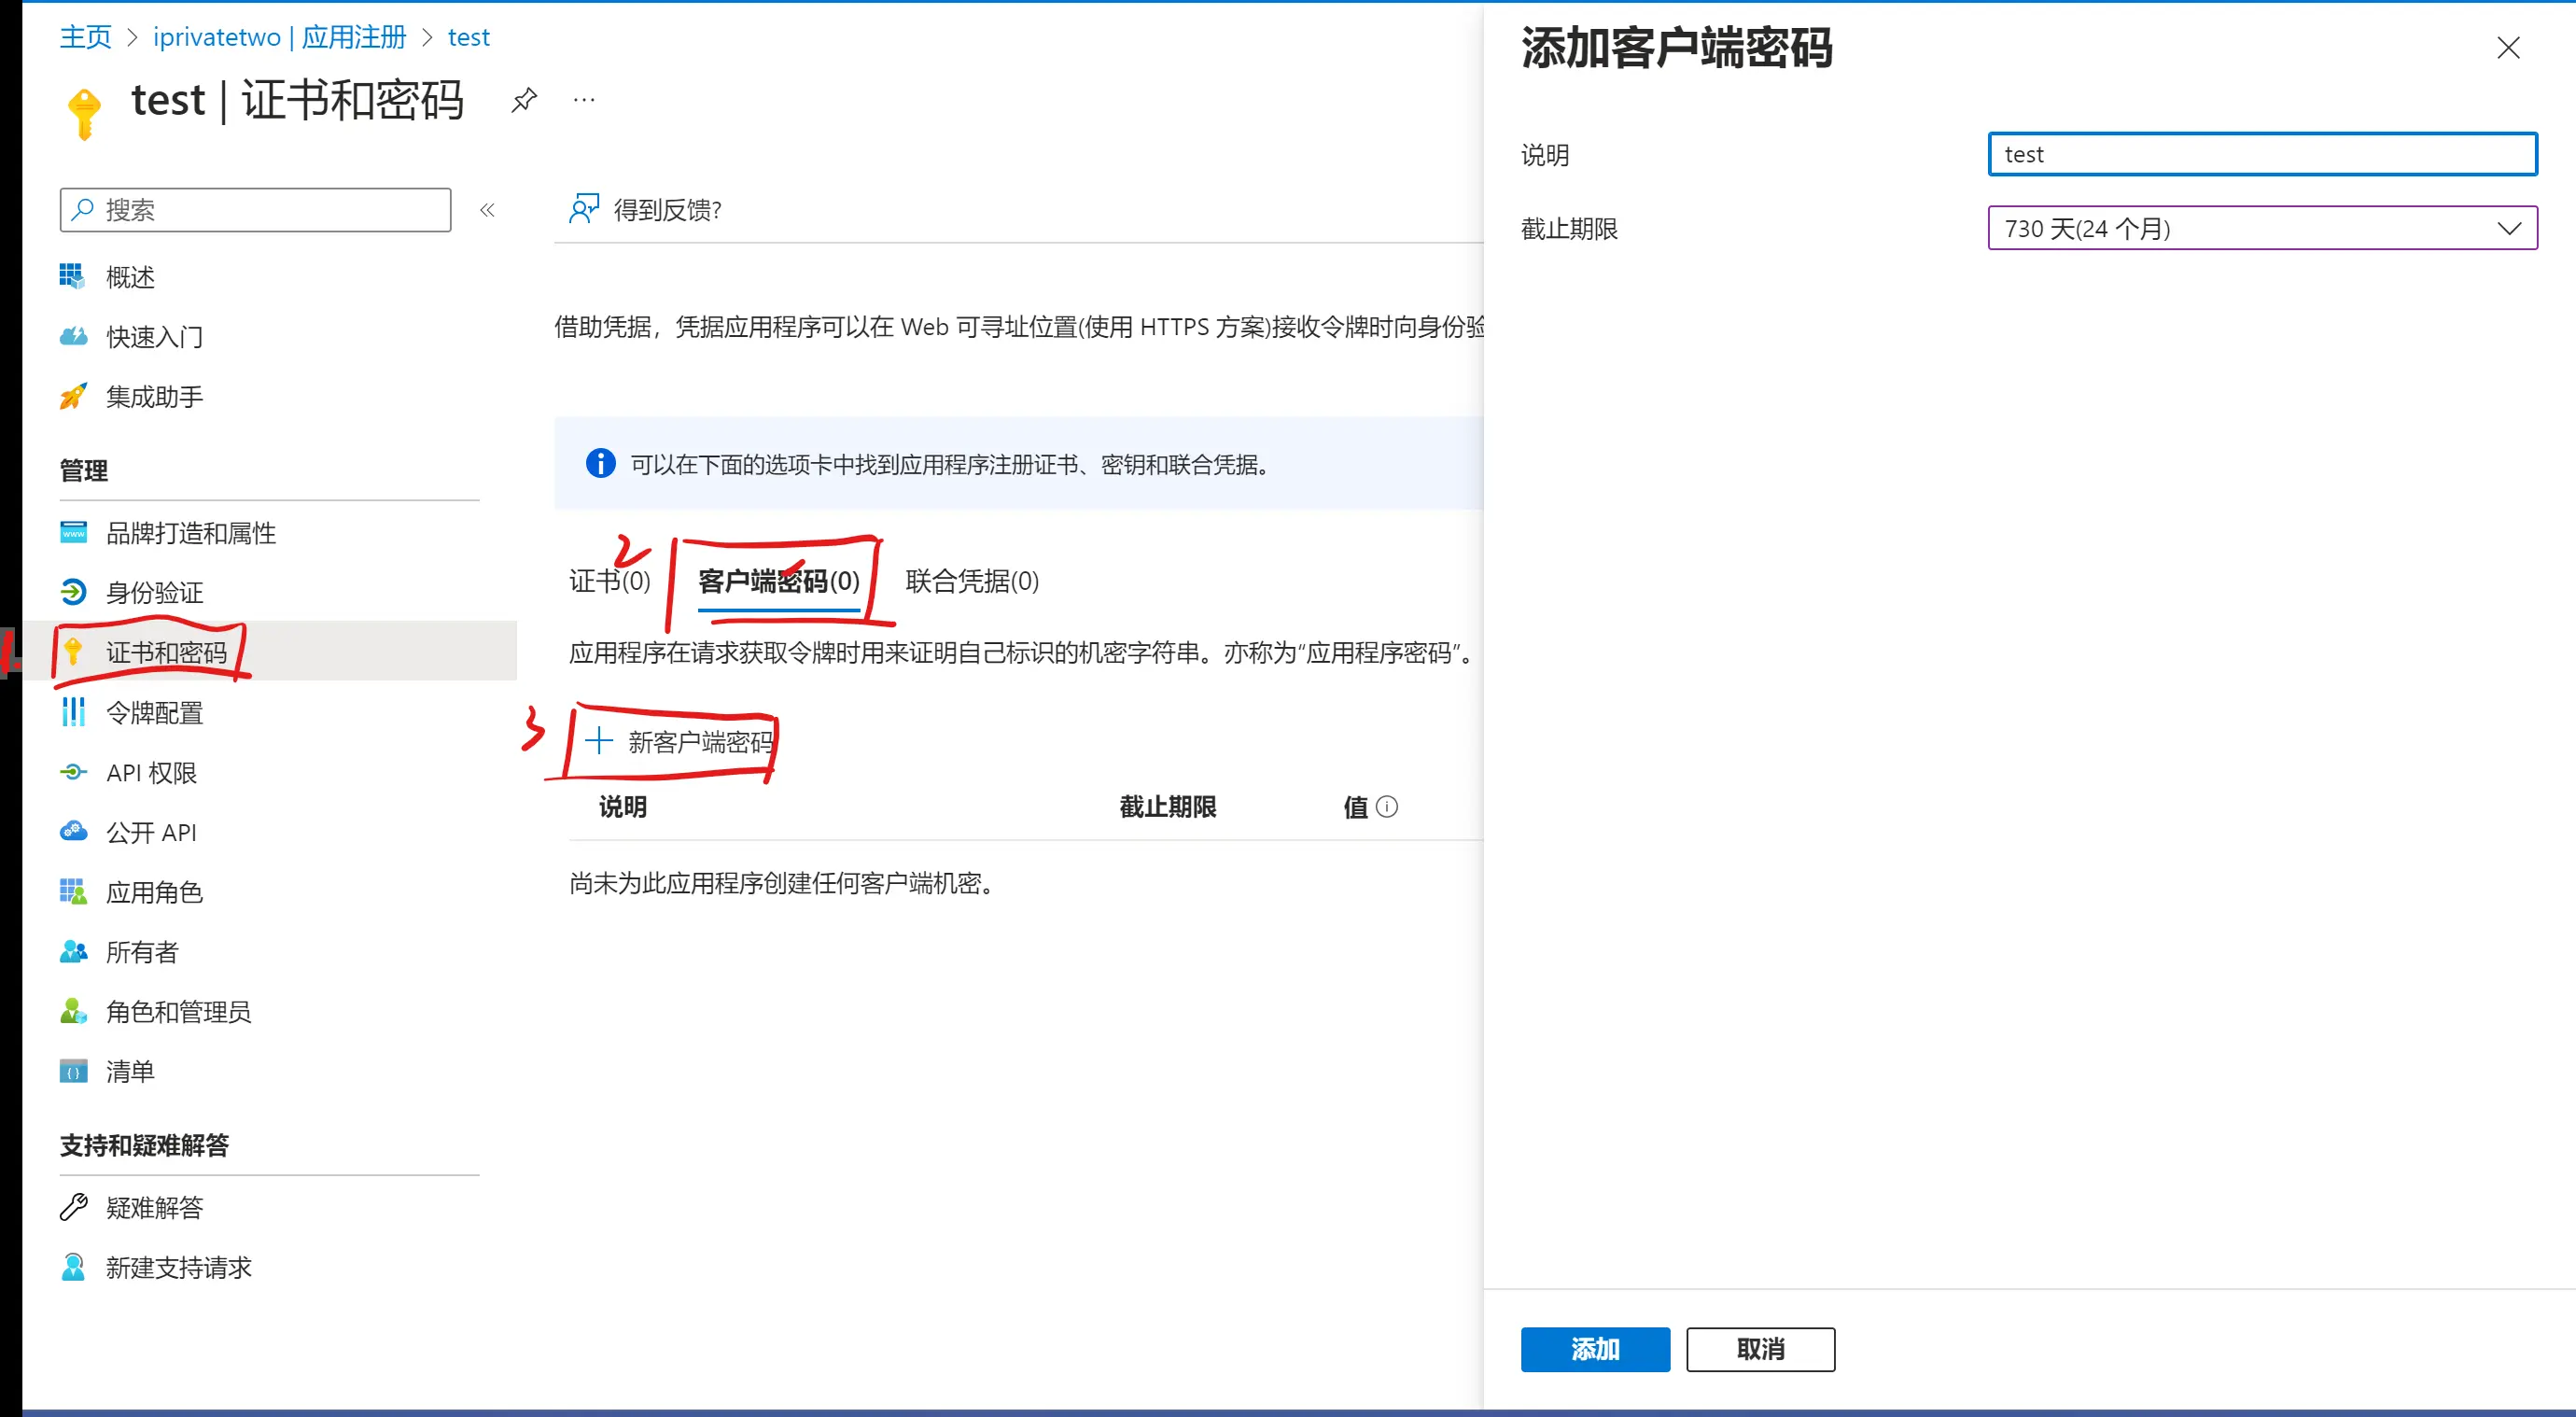 主页 > iprivatetwo | 应用注册 > test
test | 证书和密码 ...
搜索 «
概述
快速入门
集成助手
管理
品牌打造和属性
身份验证
1. 证书和密码
令牌配置
API 权限
公开 API
应用角色
所有者
角色和管理员
清单
支持和疑难解答
疑难解答
新建支持请求
得到反馈?
借助凭据，凭据应用程序可以在 Web 可寻址位置(使用 HTTPS 方案)接收令牌时向身份验
可以在下面的选项卡中找到应用程序注册证书、密钥和联合凭据。
2
证书(0) 客户端密码(0) 联合凭据(0)
应用程序在请求获取令牌时用来证明自己标识的机密字符串。亦称为“应用程序密码”。
3 + 新客户端密码
说明 截止期限 值
尚未为此应用程序创建任何客户端机密。
添加客户端密码
说明 test
截止期限 730 天(24 个月)
添加 取消